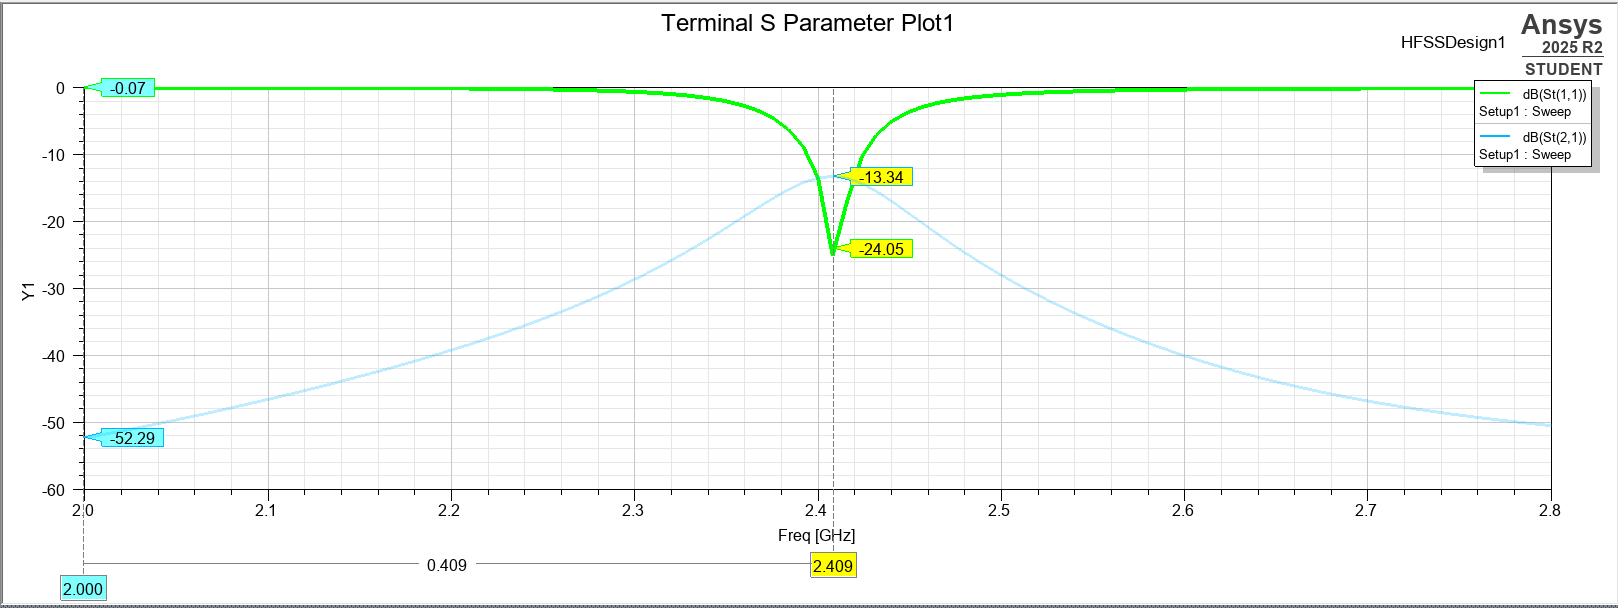 Terminal S Parameter Plot1
HFSSDesign1
Ansys
2025 R2
STUDENT
dB(St(1,1))
Setup1 : Sweep
dB(St(2,1))
Setup1 : Sweep
Y1
0
-10
-20
-30
-40
-50
-60
-0.07
-13.34
-24.05
-52.29
2.0
2.1
2.2
2.3
2.4
2.5
2.6
2.7
2.8
Freq [GHz]
0.409
2.409
2.000